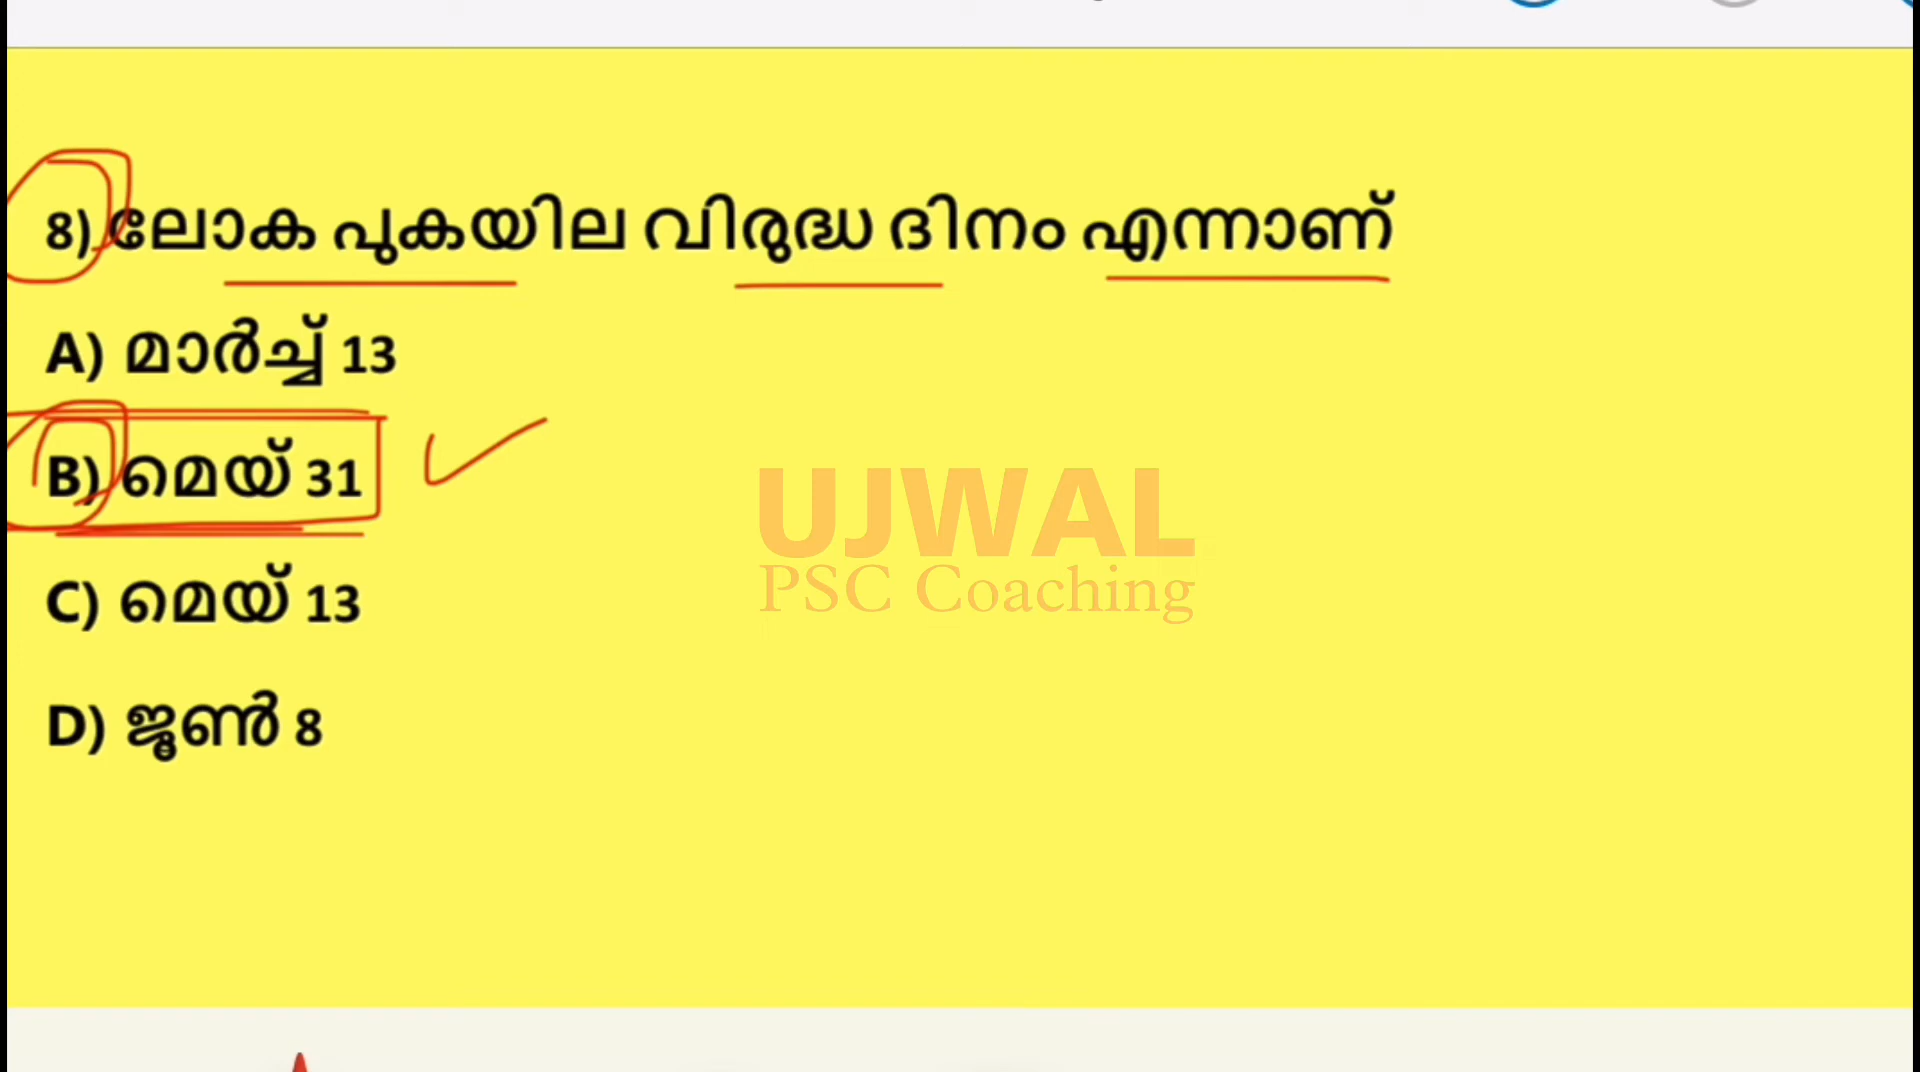 8) ലോക പുകയില വിരുദ്ധ ദിനം എന്നാണ്
A) മാർച്ച് 13
B) മെയ് 31
UJWAL
PSC Coaching
C) മെയ് 13
D) ജൂൺ 8